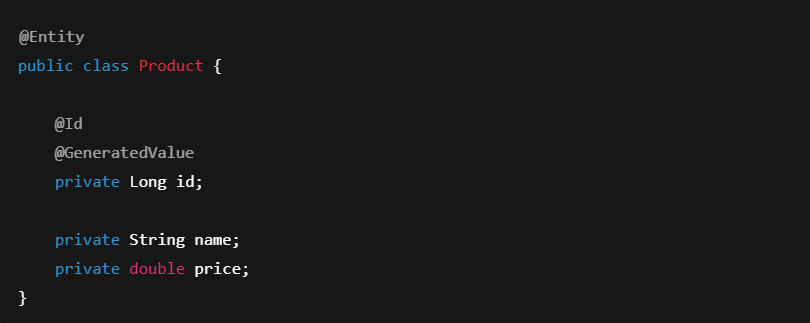 @Entity
public class Product {
@Id
@GeneratedValue
private Long id;
private String name;
private double price;
}